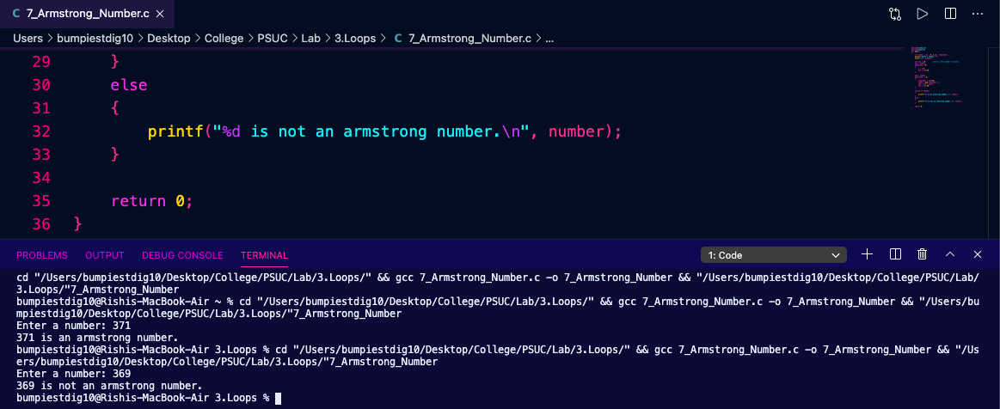 C 7_Armstrong_Number.c ×
Users > bumpiestdig10 > Desktop > College > PSUC > Lab > 3.Loops > C 7_Armstrong_Number.c > ...
29 }
30 else
31 {
32 printf("%d is not an armstrong number.\n", number);
33 }
34
35 return 0;
36 }
PROBLEMS OUTPUT DEBUG CONSOLE TERMINAL 1: Code
cd "/Users/bumpiestdig10/Desktop/College/PSUC/Lab/3.Loops/" && gcc 7_Armstrong_Number.c -o 7_Armstrong_Number && "/Users/bumpiestdig10/Desktop/College/PSUC/Lab/
3.Loops/"7_Armstrong_Number
bumpiestdig10@Rishis-MacBook-Air ~ % cd "/Users/bumpiestdig10/Desktop/College/PSUC/Lab/3.Loops/" && gcc 7_Armstrong_Number.c -o 7_Armstrong_Number && "/Users/bu
mpiestdig10/Desktop/College/PSUC/Lab/3.Loops/"7_Armstrong_Number
Enter a number: 371
371 is an armstrong number.
bumpiestdig10@Rishis-MacBook-Air 3.Loops % cd "/Users/bumpiestdig10/Desktop/College/PSUC/Lab/3.Loops/" && gcc 7_Armstrong_Number.c -o 7_Armstrong_Number && "/Us
ers/bumpiestdig10/Desktop/College/PSUC/Lab/3.Loops/"7_Armstrong_Number
Enter a number: 369
369 is not an armstrong number.
bumpiestdig10@Rishis-MacBook-Air 3.Loops %